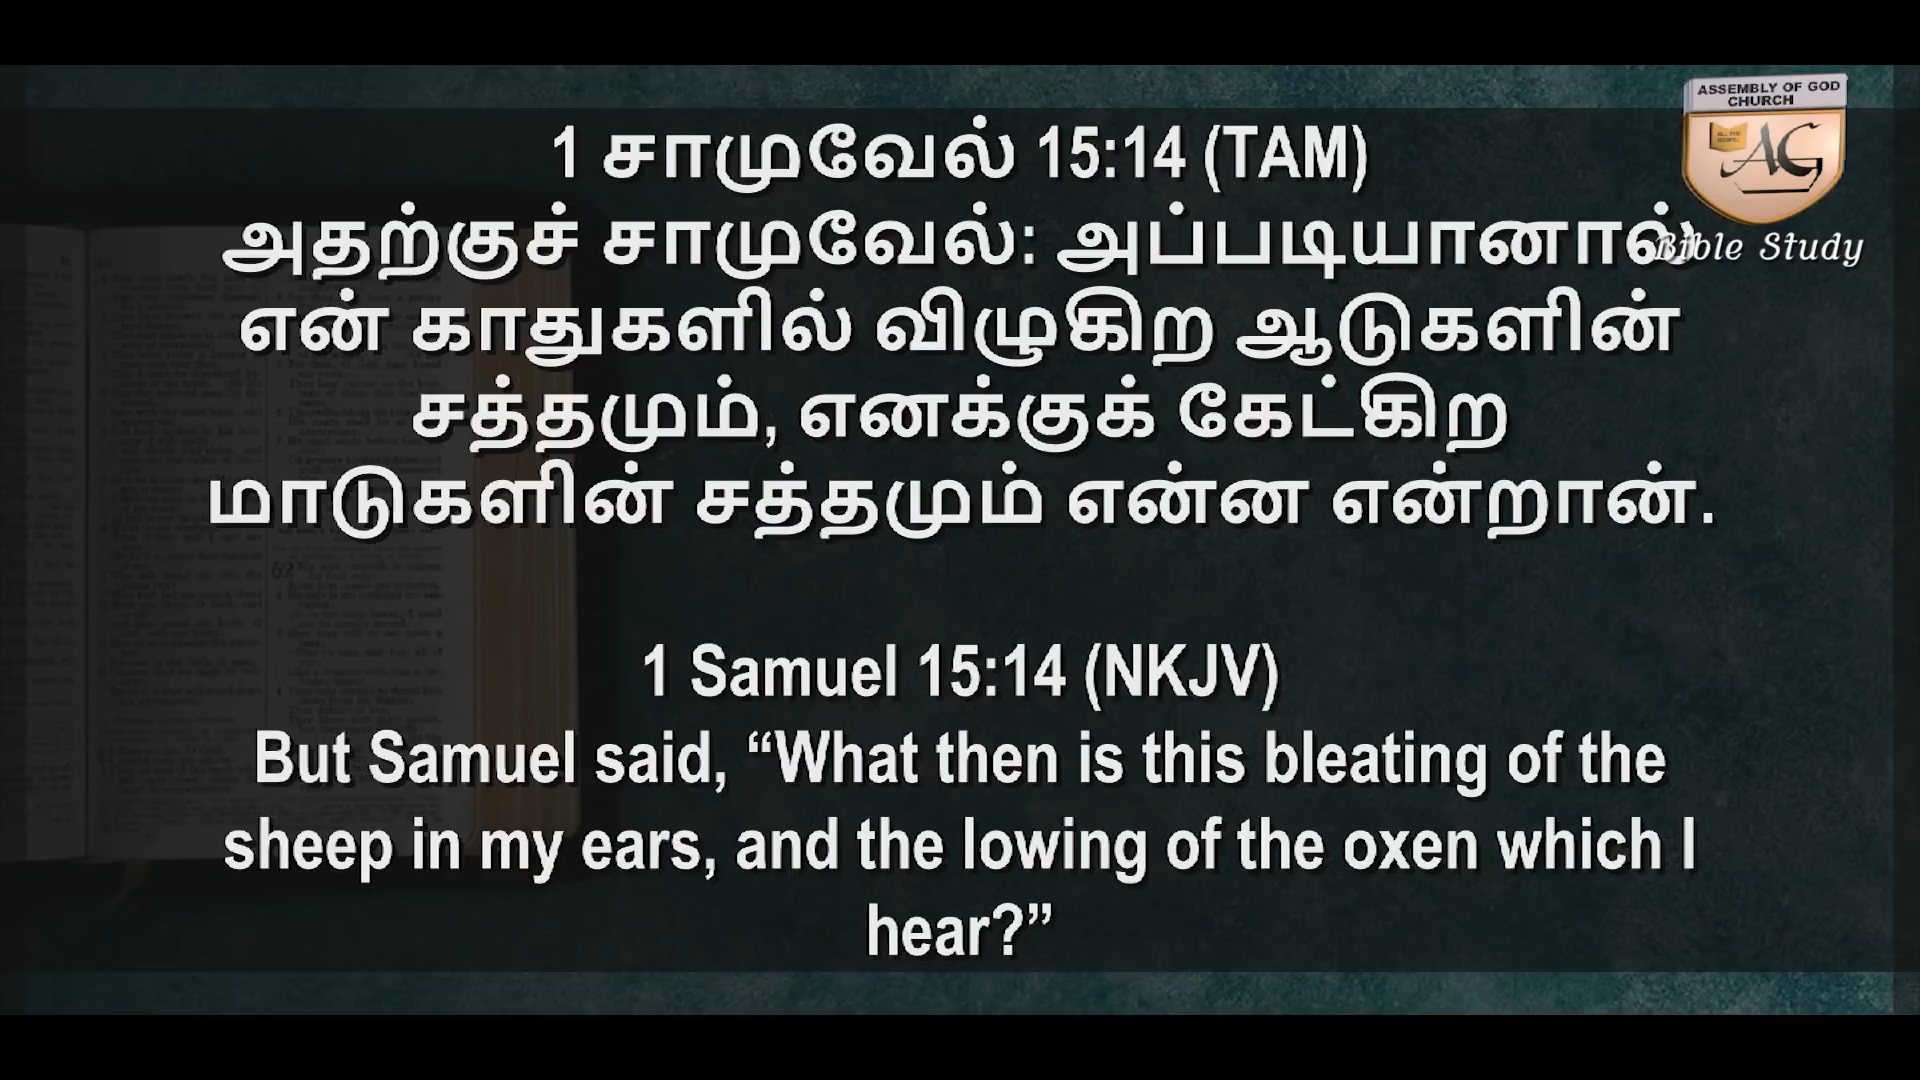 ASSEMBLY OF GOD
CHURCH
AG
Bible Study
1 சாமுவேல் 15:14 (TAM)
அதற்குச் சாமுவேல்: அப்படியானால்
என் காதுகளில் விழுகிற ஆடுகளின்
சத்தமும், எனக்குக் கேட்கிற
மாடுகளின் சத்தமும் என்ன என்றான்.
1 Samuel 15:14 (NKJV)
But Samuel said, “What then is this bleating of the
sheep in my ears, and the lowing of the oxen which I
hear?”